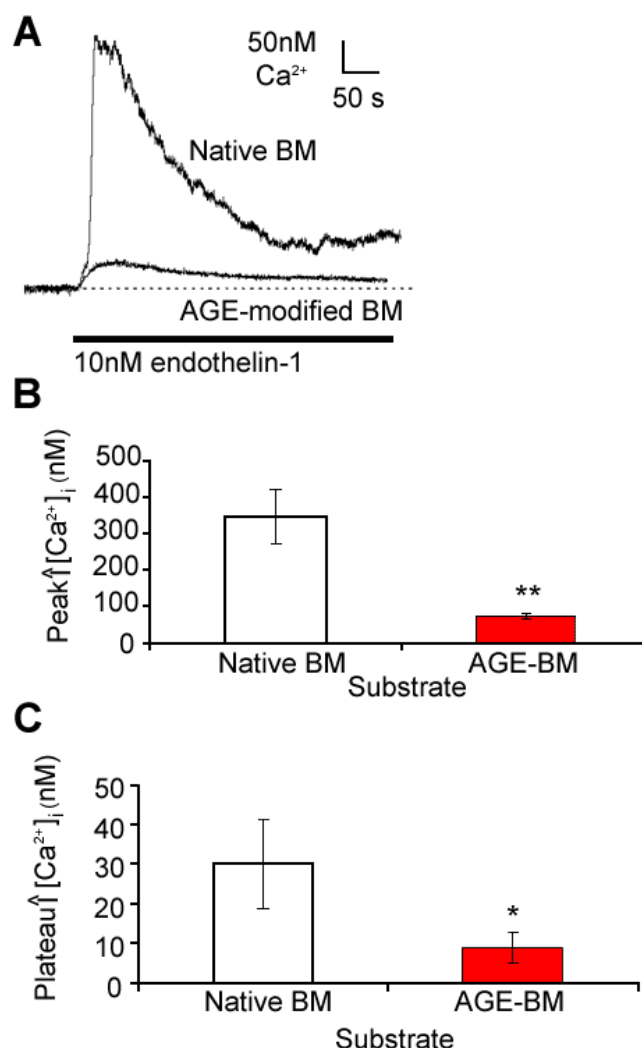 A
50nM
Ca²⁺
50 s
Native BM
AGE-modified BM
10nM endothelin-1
B
Peak↑[Ca²⁺]i (nM)
500
400
300
200
100
0
**
Native BM AGE-BM
Substrate
C
Plateau↑[Ca²⁺]i (nM)
50
40
30
20
10
0
*
Native BM AGE-BM
Substrate